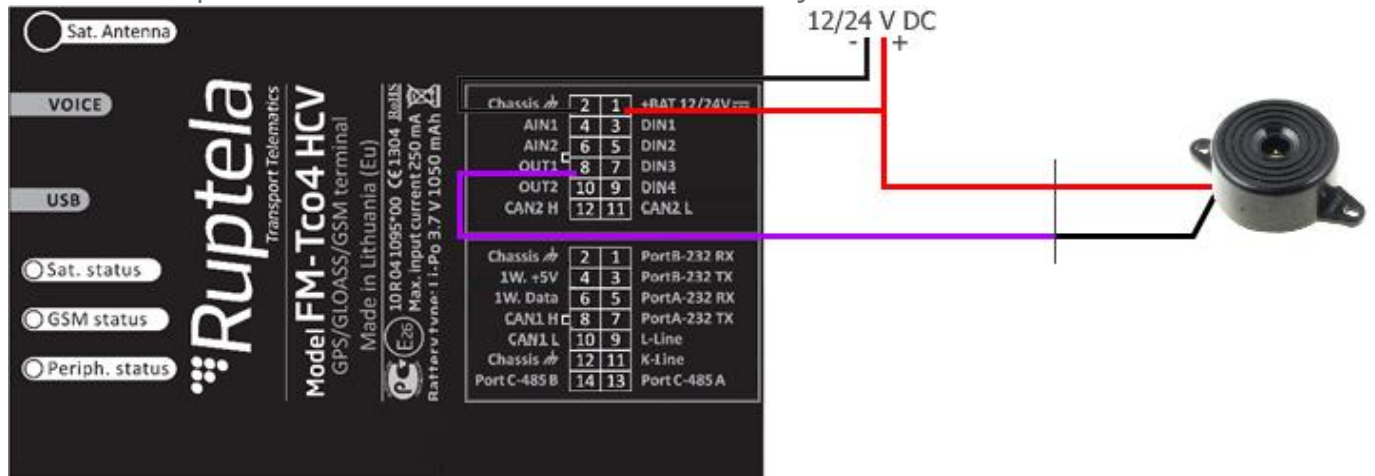 12/24 V DC
- +
Sat. Antenna
VOICE
USB
Sat. status
GSM status
Periph. status
Ruptela
Transport Telematics
Model FM-Tco4 HCV
GPS/GLOASS/GSM terminal
Made in Lithuania (Eu)
E26
10 R 04 1095*00 CE 1304 RoHS
Max. input current 250 mA
Battery type: Li-Po 3.7 V 1050 mAh
Chassis 2 1 +BAT 12/24V
AIN1 4 3 DIN1
AIN2 6 5 DIN2
OUT1 8 7 DIN3
OUT2 10 9 DIN4
CAN2 H 12 11 CAN2 L
Chassis 2 1 PortB-232 RX
1W. +5V 4 3 PortB-232 TX
1W. Data 6 5 PortA-232 RX
CAN1 H 8 7 PortA-232 TX
CAN1 L 10 9 L-Line
Chassis 12 11 K-Line
Port C-485 B 14 13 Port C-485 A